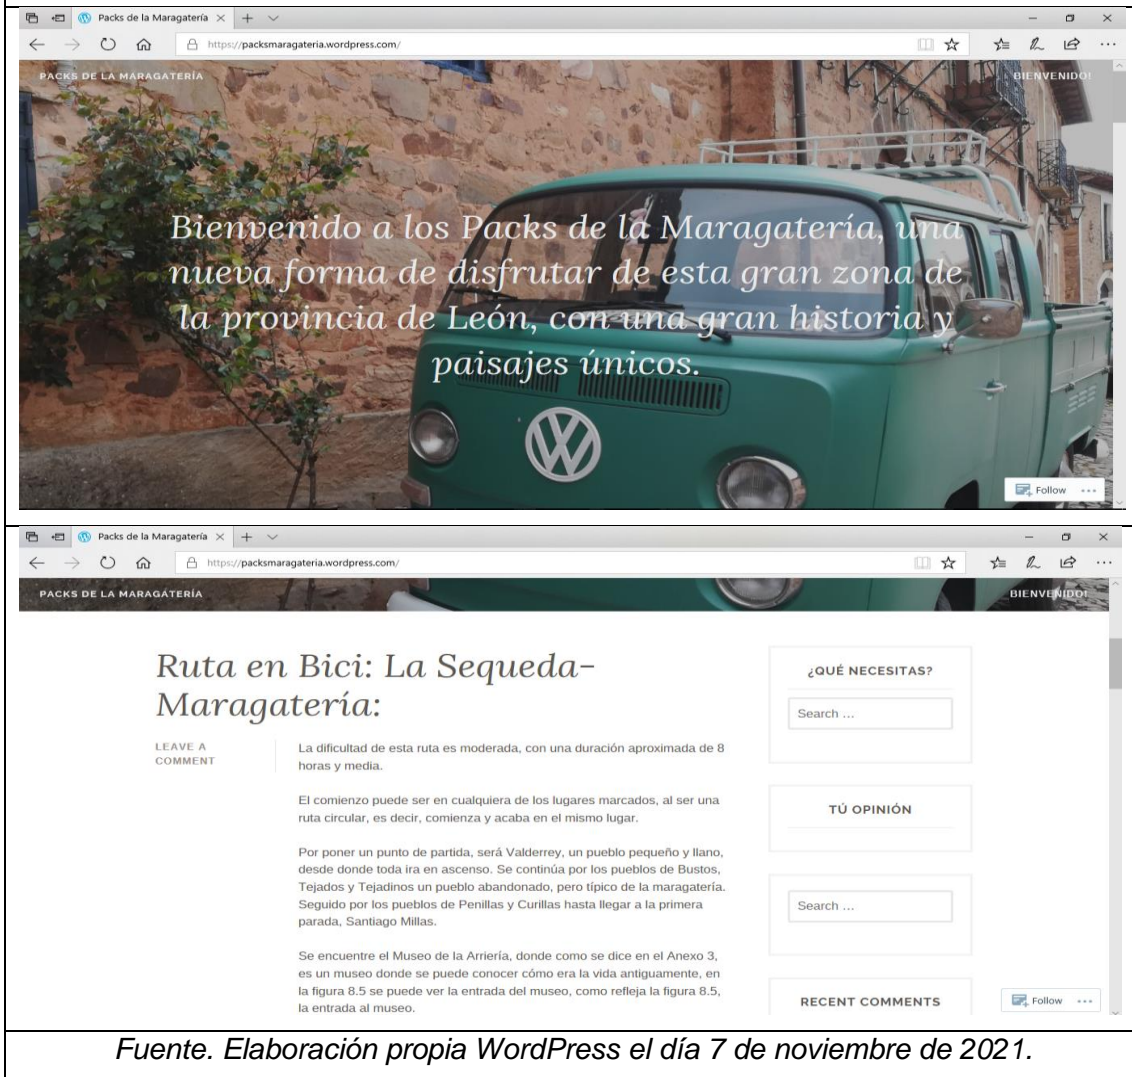 Packs de la Maragatería
https://packsmaragateria.wordpress.com/
PACKS DE LA MARAGATERÍA
BIENVENIDO!
Bienvenido a los Packs de la Maragatería, una
nueva forma de disfrutar de esta gran zona de
la provincia de León, con una gran historia y
paisajes únicos.
Follow
Packs de la Maragatería
https://packsmaragateria.wordpress.com/
PACKS DE LA MARAGATERÍA
BIENVENIDO!
Ruta en Bici: La Sequeda-
Maragatería:
LEAVE A
COMMENT
La dificultad de esta ruta es moderada, con una duración aproximada de 8
horas y media.
El comienzo puede ser en cualquiera de los lugares marcados, al ser una
ruta circular, es decir, comienza y acaba en el mismo lugar.
Por poner un punto de partida, será Valderrey, un pueblo pequeño y llano,
desde donde toda ira en ascenso. Se continúa por los pueblos de Bustos,
Tejados y Tejadinos un pueblo abandonado, pero típico de la maragatería.
Seguido por los pueblos de Penillas y Curillas hasta llegar a la primera
parada, Santiago Millas.
Se encuentre el Museo de la Arriería, donde como se dice en el Anexo 3,
es un museo donde se puede conocer cómo era la vida antiguamente, en
la figura 8.5 se puede ver la entrada del museo, como refleja la figura 8.5,
la entrada al museo.
¿QUÉ NECESITAS?
Search ...
TÚ OPINIÓN
Search ...
RECENT COMMENTS
Follow
Fuente. Elaboración propia WordPress el día 7 de noviembre de 2021.